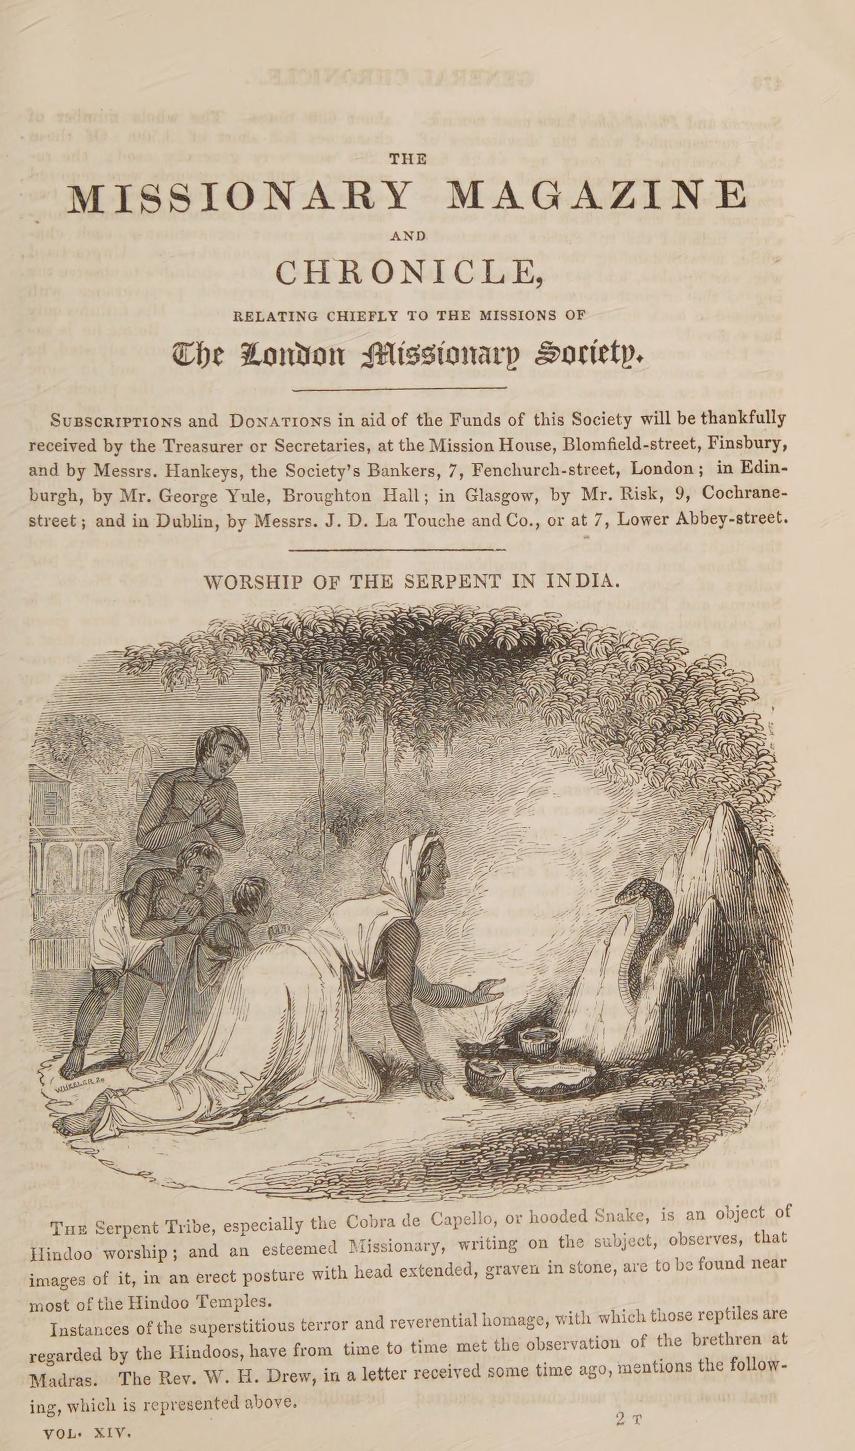 THE
MISSIONARY MAGAZINE
AND
CHRONICLE,
RELATING CHIEFLY TO THE MISSIONS OF
The London Missionary Society.
SUBSCRIPTIONS and DONATIONS in aid of the Funds of this Society will be thankfully
received by the Treasurer or Secretaries, at the Mission House, Blomfield-street, Finsbury,
and by Messrs. Hankeys, the Society's Bankers, 7, Fenchurch-street, London; in Edin-
burgh, by Mr. George Yule, Broughton Hall; in Glasgow, by Mr. Risk, 9, Cochrane-
street; and in Dublin, by Messrs. J. D. La Touche and Co., or at 7, Lower Abbey-street.
WORSHIP OF THE SERPENT IN INDIA.
THE Serpent Tribe, especially the Cobra de Capello, or hooded Snake, is an object of
Hindoo worship; and an esteemed Missionary, writing on the subject, observes, that
images of it, in an erect posture with head extended, graven in stone, are to be found near
most of the Hindoo Temples.
Instances of the superstitious terror and reverential homage, with which those reptiles are
regarded by the Hindoos, have from time to time met the observation of the brethren at
Madras. The Rev. W. H. Drew, in a letter received some time ago, mentions the follow-
ing, which is represented above.
VOL. XIV.
2 T